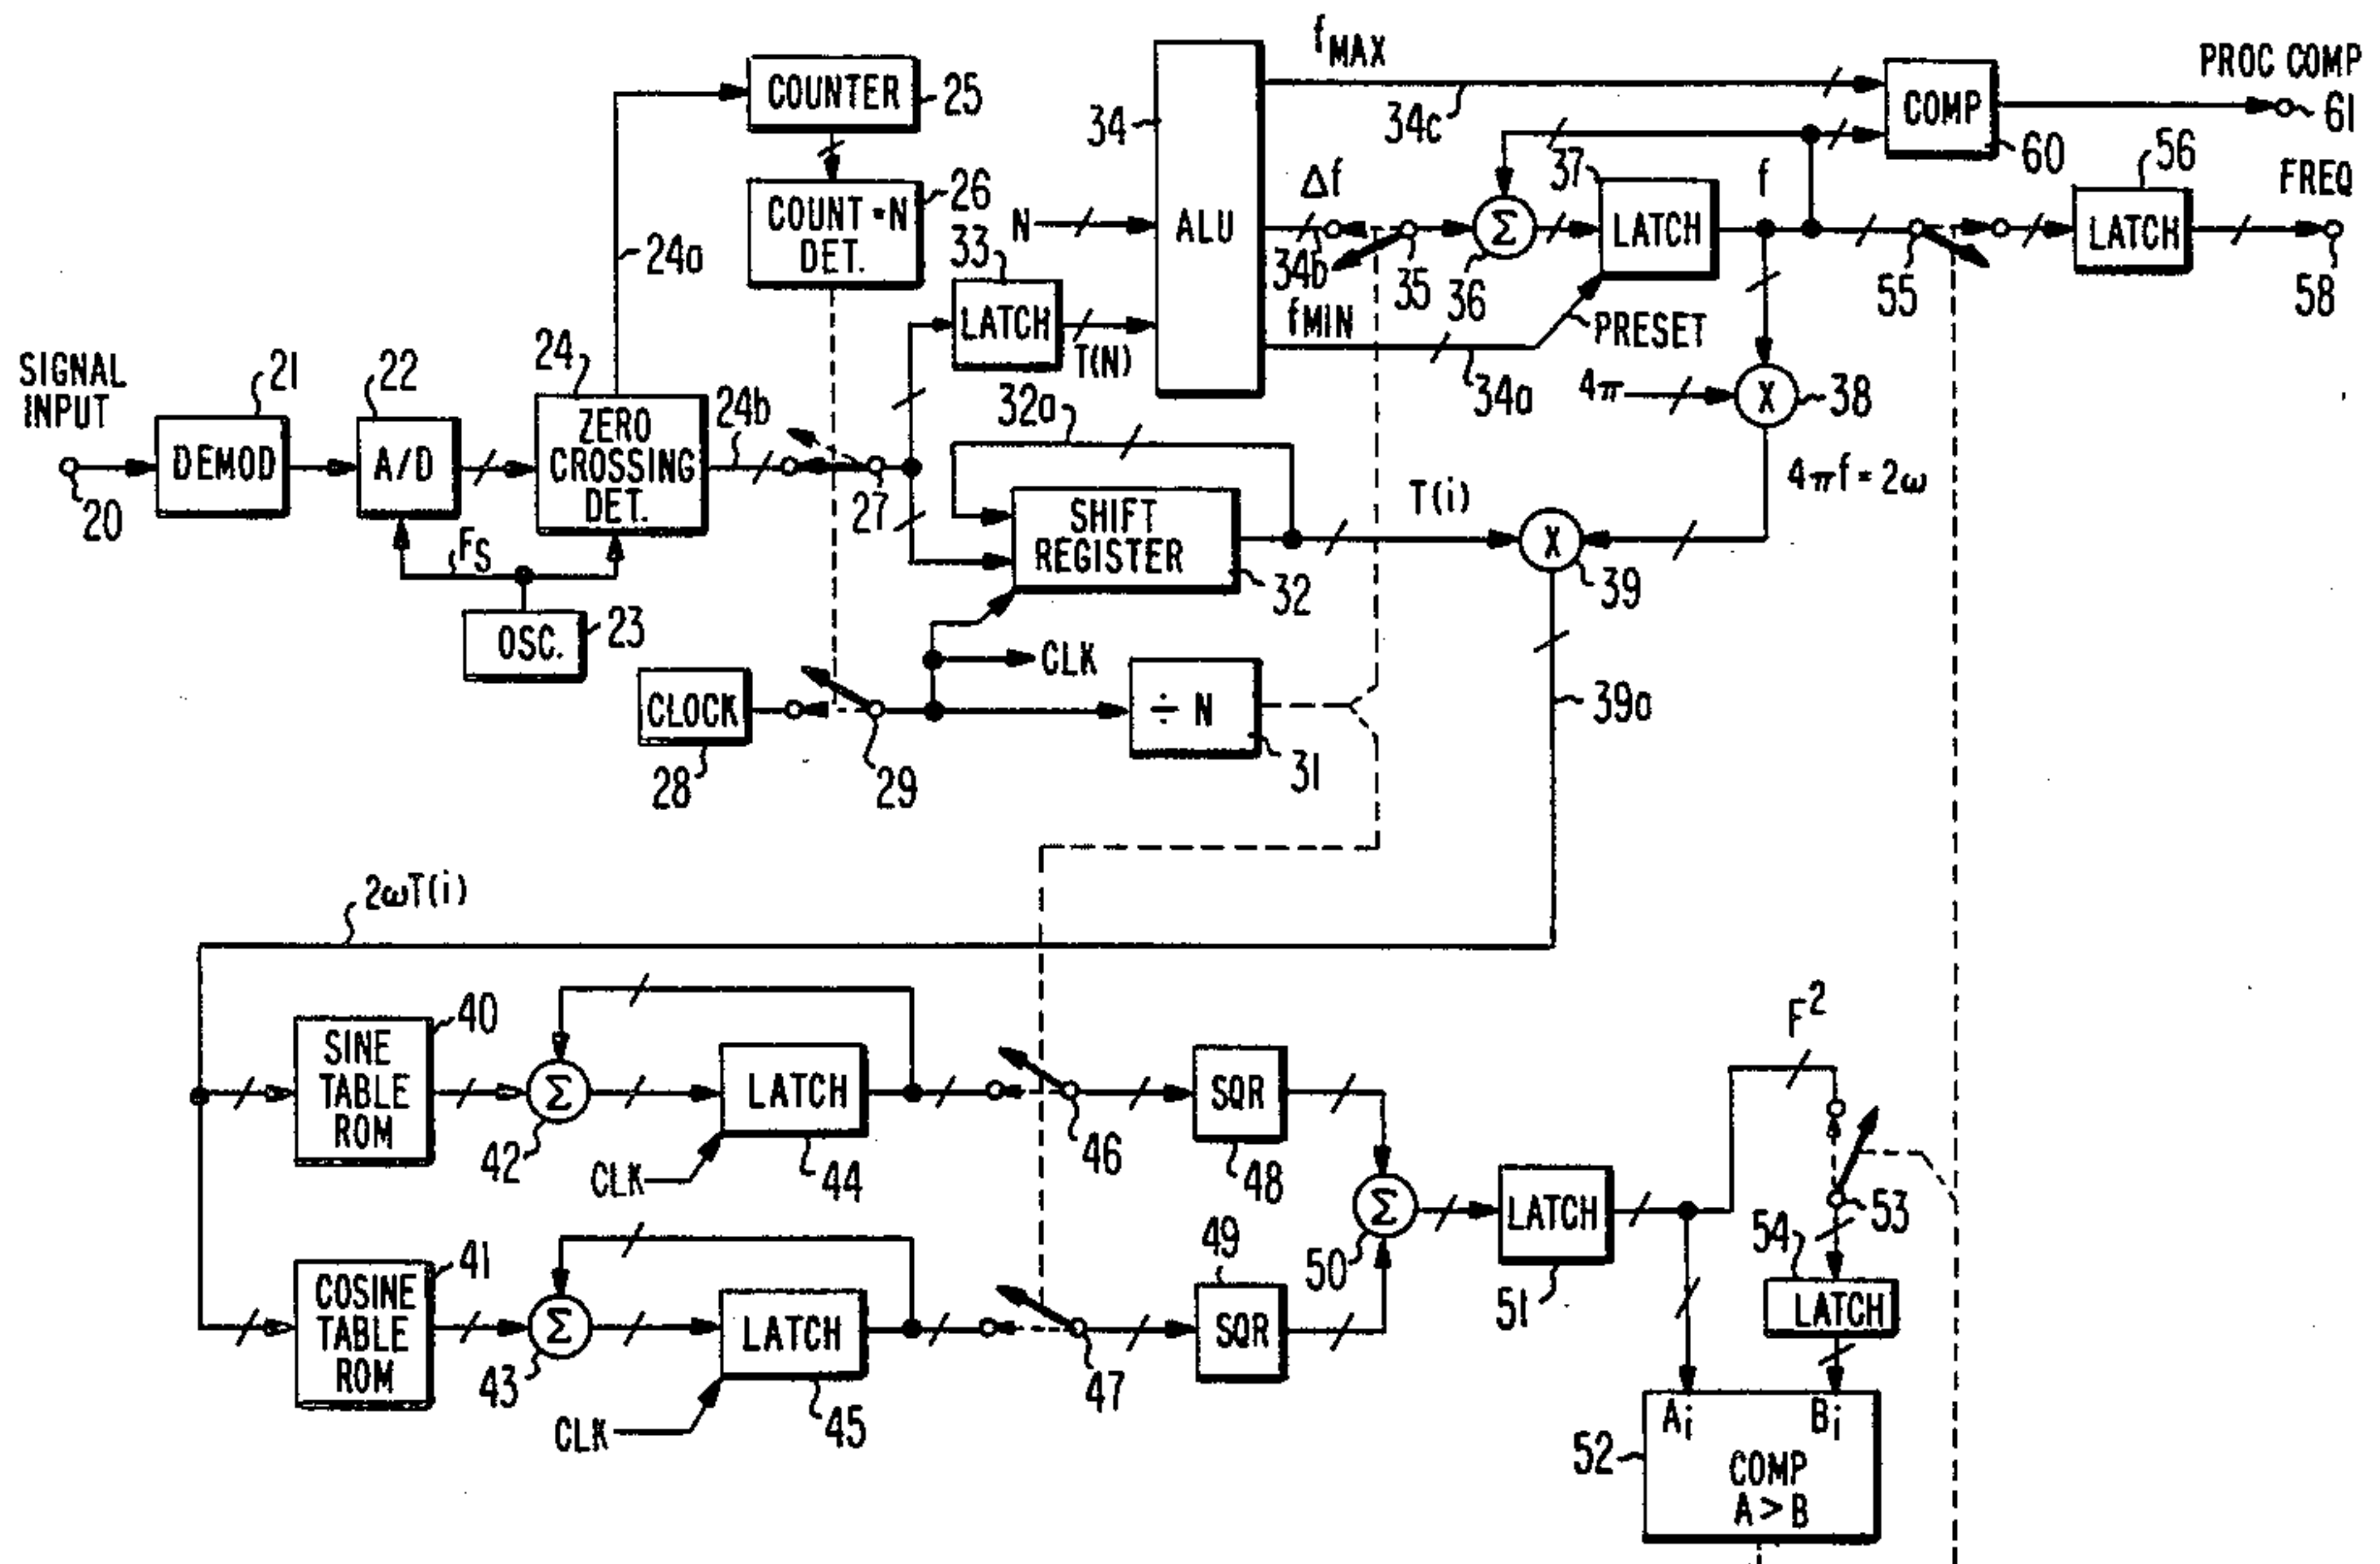 fMAX
PROC COMP
61
COUNTER
25
34
34c
COMP
60
56
FREQ
COUNT = N
DET.
26
24a
N
33
ALU
Δf
34b
35
36
Σ
37
LATCH
f
55
LATCH
58
LATCH
T(N)
fMIN
PRESET
34a
4π
X
38
SIGNAL
INPUT
20
21
DEMOD
22
A/D
24
ZERO
CROSSING
DET.
24b
27
32a
4πf = 2ω
FS
SHIFT
REGISTER
32
T(i)
X
39
OSC.
23
CLK
CLOCK
28
29
÷ N
31
39a
2ωT(i)
F²
40
SINE
TABLE
ROM
Σ
42
LATCH
44
CLK
46
SQR
48
Σ
50
LATCH
51
53
54
LATCH
41
COSINE
TABLE
ROM
Σ
43
LATCH
45
CLK
47
49
SQR
Ai
Bi
52
COMP
A > B